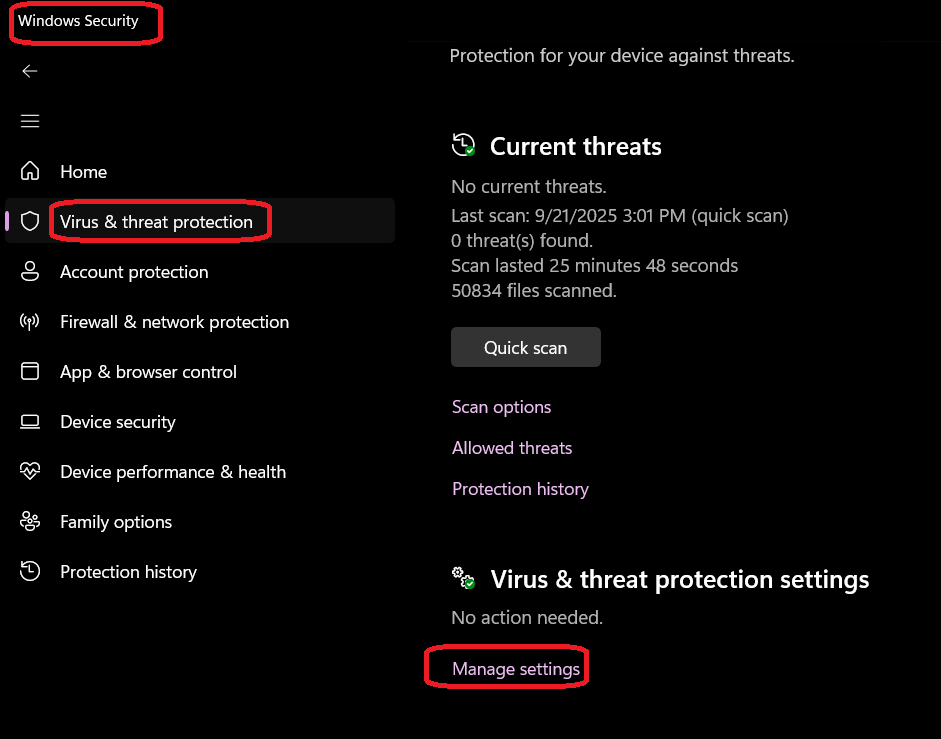 Windows Security
Home
Virus & threat protection
Account protection
Firewall & network protection
App & browser control
Device security
Device performance & health
Family options
Protection history
Protection for your device against threats.
Current threats
No current threats.
Last scan: 9/21/2025 3:01 PM (quick scan)
0 threat(s) found.
Scan lasted 25 minutes 48 seconds
50834 files scanned.
Quick scan
Scan options
Allowed threats
Protection history
Virus & threat protection settings
No action needed.
Manage settings